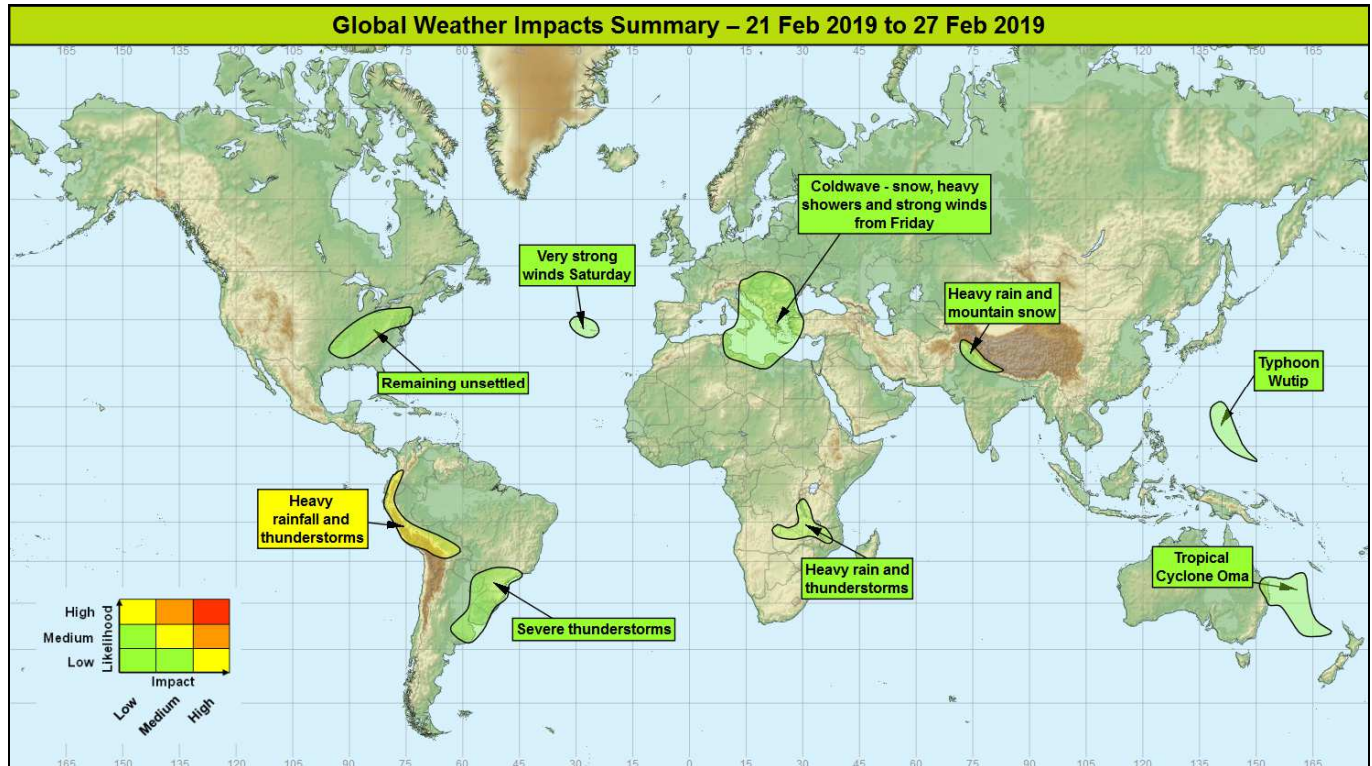 Global Weather Impacts Summary – 21 Feb 2019 to 27 Feb 2019
165 135 120 105 90 75 60 45 30 15 0 15 30 45 60 75 90 105 120 135 150 165
Coldwave - snow, heavy
showers and strong winds
from Friday
Very strong
winds Saturday
Heavy rain and
mountain snow
Remaining unsettled
Typhoon
Wutip
Heavy
rainfall and
thunderstorms
Tropical
Cyclone Oma
Heavy rain and
thunderstorms
Severe thunderstorms
High
Medium
Low
Likelihood
Impact
Low
Medium
High
165 150 135 120 105 90 75 60 45 30 15 0 15 30 45 60 75 90 105 120 135 150 165